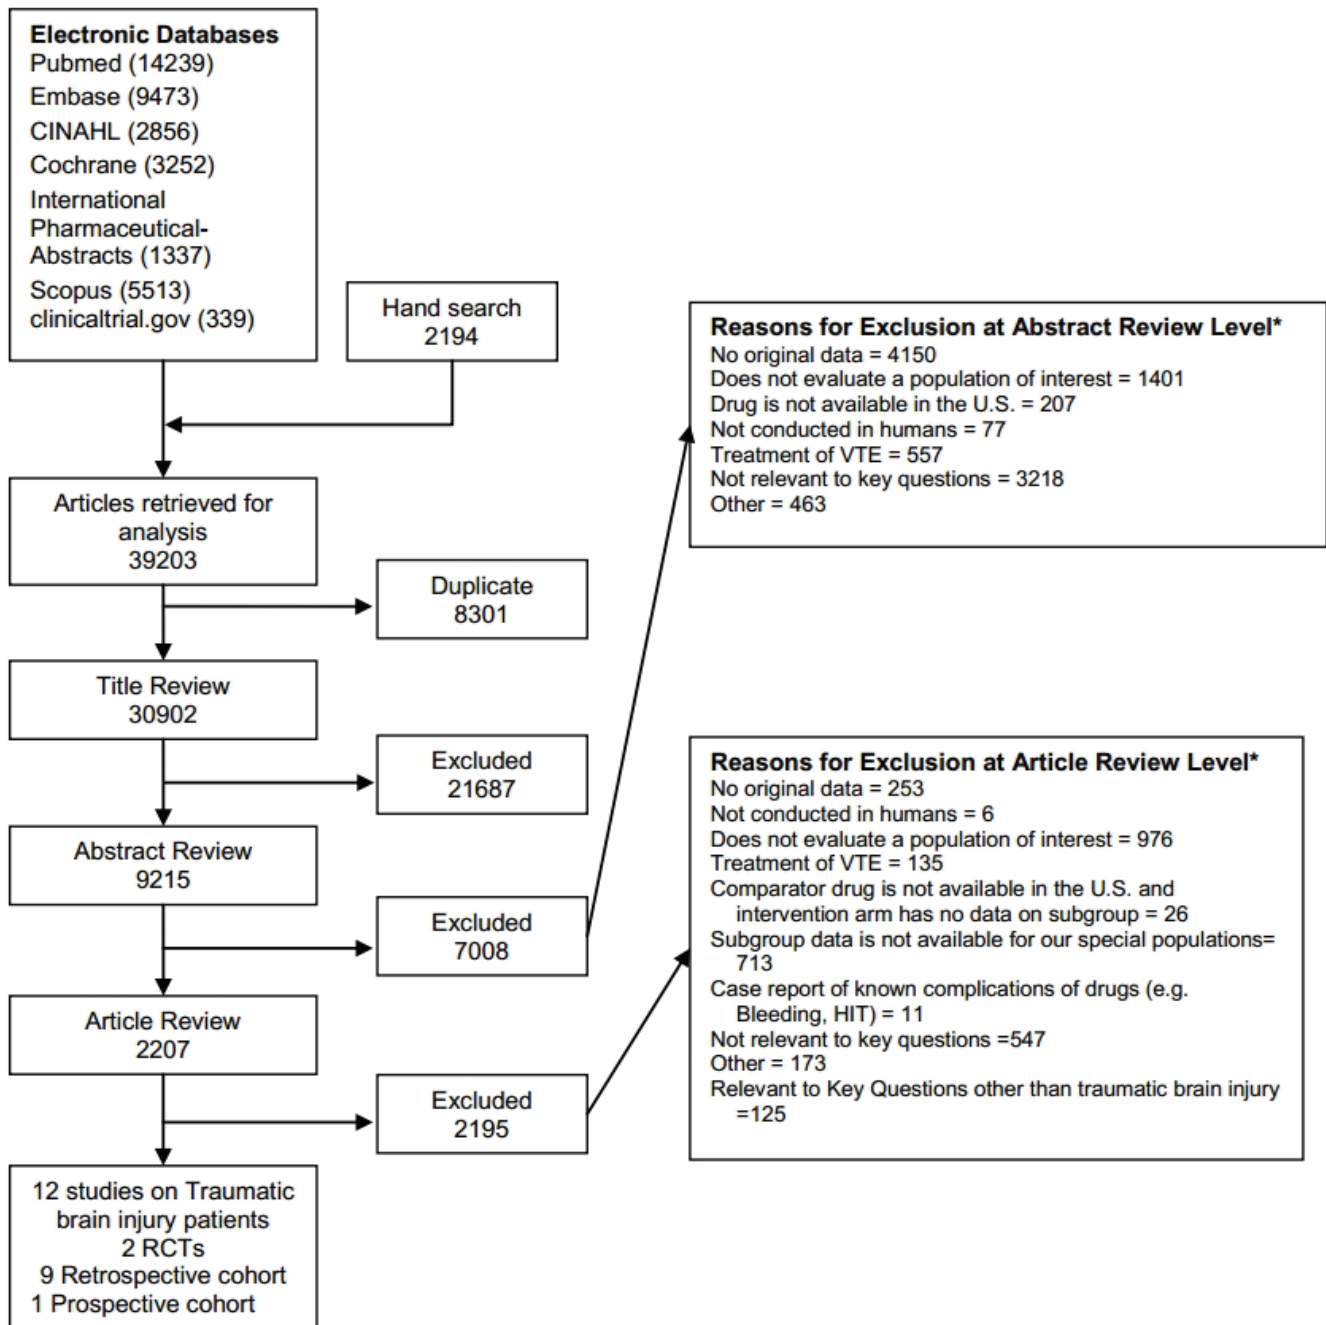 Electronic Databases
Pubmed (14239)
Embase (9473)
CINAHL (2856)
Cochrane (3252)
International
Pharmaceutical-
Abstracts (1337)
Scopus (5513)
clinicaltrial.gov (339)
Hand search
2194
Articles retrieved for
analysis
39203
Duplicate
8301
Title Review
30902
Excluded
21687
Abstract Review
9215
Excluded
7008
Reasons for Exclusion at Abstract Review Level*
No original data = 4150
Does not evaluate a population of interest = 1401
Drug is not available in the U.S. = 207
Not conducted in humans = 77
Treatment of VTE = 557
Not relevant to key questions = 3218
Other = 463
Article Review
2207
Excluded
2195
Reasons for Exclusion at Article Review Level*
No original data = 253
Not conducted in humans = 6
Does not evaluate a population of interest = 976
Treatment of VTE = 135
Comparator drug is not available in the U.S. and
intervention arm has no data on subgroup = 26
Subgroup data is not available for our special populations=
713
Case report of known complications of drugs (e.g.
Bleeding, HIT) = 11
Not relevant to key questions =547
Other = 173
Relevant to Key Questions other than traumatic brain injury
=125
12 studies on Traumatic
brain injury patients
2 RCTs
9 Retrospective cohort
1 Prospective cohort